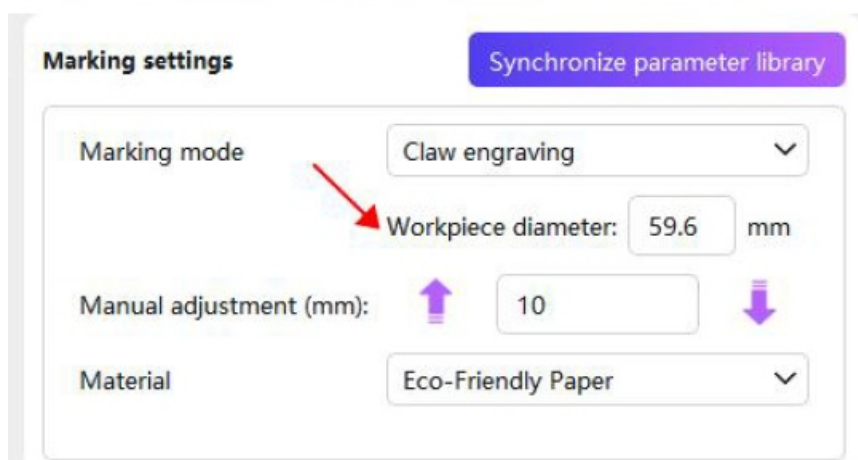 Marking settings
Synchronize parameter library
Marking mode
Claw engraving
Workpiece diameter: 59.6 mm
Manual adjustment (mm): 10
Material
Eco-Friendly Paper